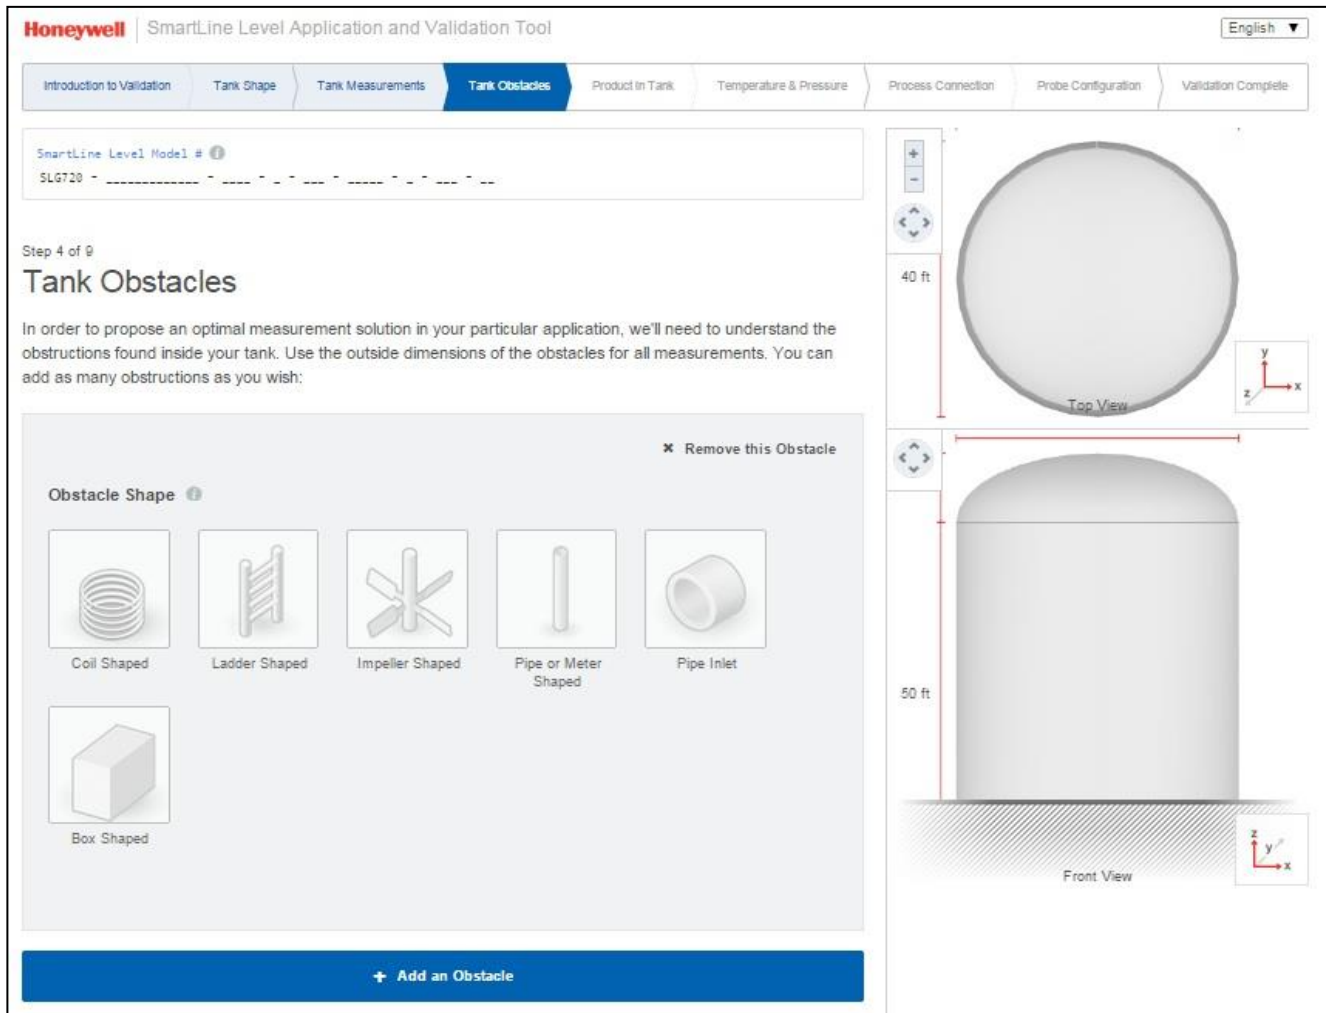 Honeywell
SmartLine Level Application and Validation Tool
English ▼
Introduction to Validation
Tank Shape
Tank Measurements
Tank Obstacles
Product In Tank
Temperature & Pressure
Process Connection
Probe Configuration
Validation Complete
SmartLine Level Model #
SLG720 - _____________ - ____ - _ - ___ - _____ - _ - ___ - __
Step 4 of 9
Tank Obstacles
In order to propose an optimal measurement solution in your particular application, we'll need to understand the
obstructions found inside your tank. Use the outside dimensions of the obstacles for all measurements. You can
add as many obstructions as you wish:
✖ Remove this Obstacle
Obstacle Shape
Coil Shaped
Ladder Shaped
Impeller Shaped
Pipe or Meter
Shaped
Pipe Inlet
Box Shaped
+ Add an Obstacle
+
-
40 ft
Top View
y
z
x
50 ft
Front View
z
y
x